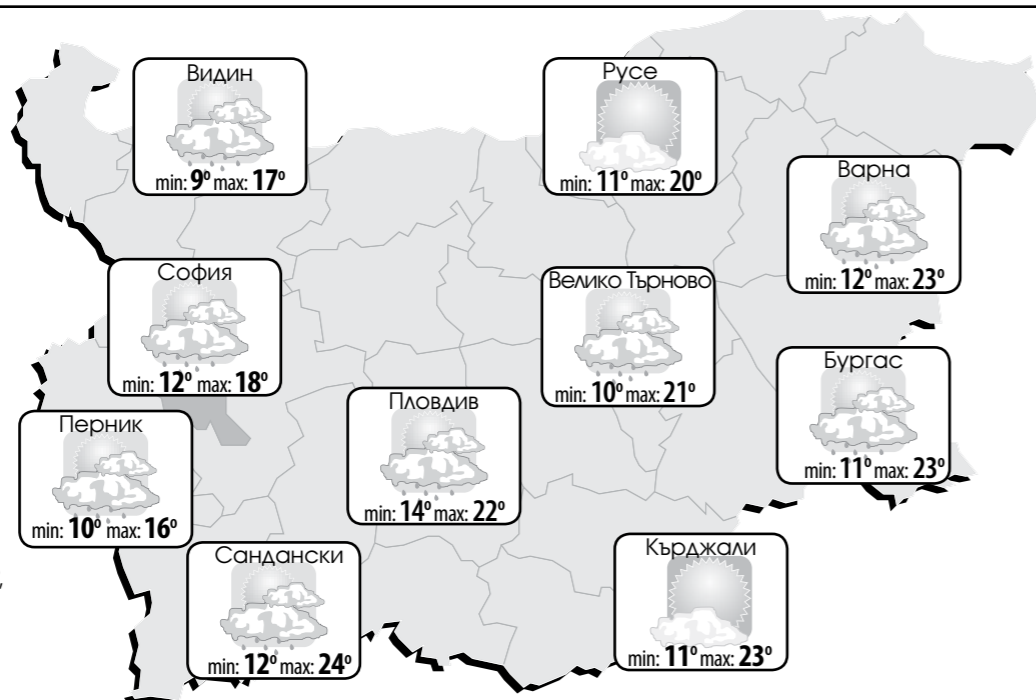 Видин
min: 9° max: 17°
Русе
min: 11° max: 20°
Варна
min: 12° max: 23°
София
min: 12° max: 18°
Велико Търново
min: 10° max: 21°
Бургас
min: 11° max: 23°
Пловдив
min: 14° max: 22°
Перник
min: 10° max: 16°
Сандански
min: 12° max: 24°
Кърджали
min: 11° max: 23°